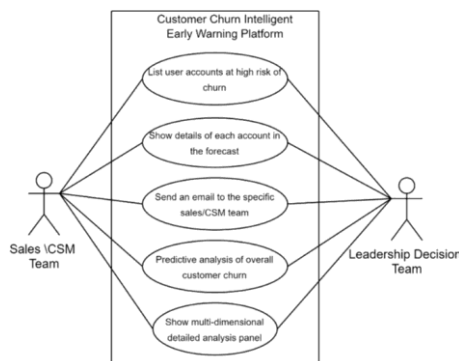 Customer Churn Intelligent
Early Warning Platform
List user accounts at high risk of
churn
Show details of each account in
the forecast
Send an email to the specific
sales/CSM team
Predictive analysis of overall
customer churn
Show multi-dimensional
detailed analysis panel
Sales \CSM
Team
Leadership Decision
Team